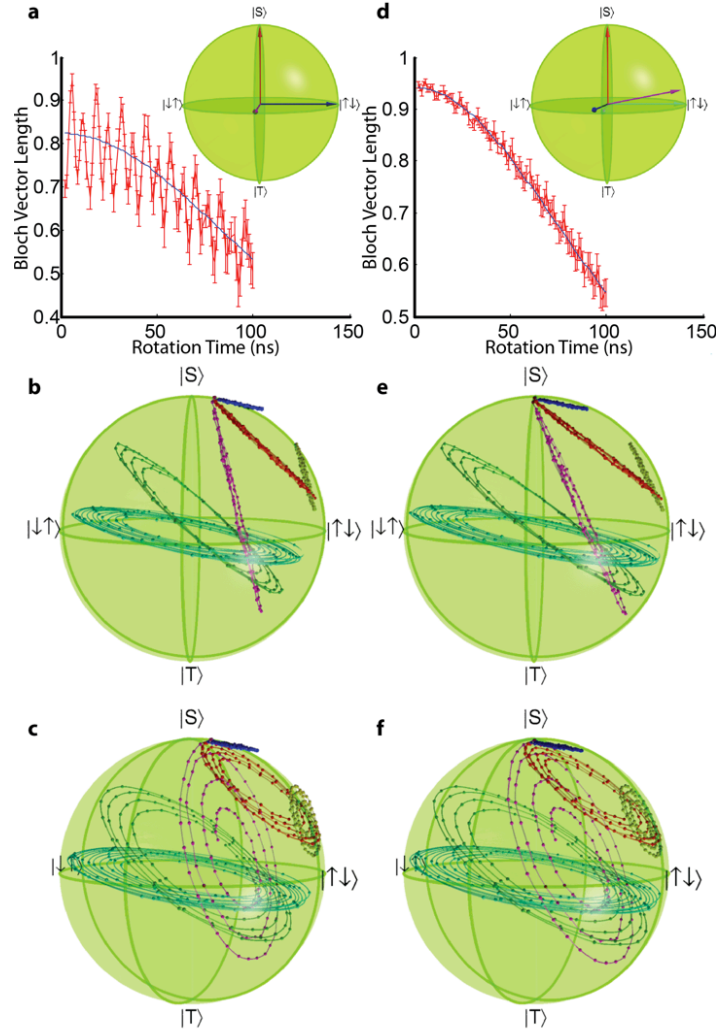 a
|S⟩
|↓↑⟩
|↑↓⟩
|T⟩
1
0.9
0.8
0.7
0.6
0.5
0.4
0
50
100
150
Bloch Vector Length
Rotation Time (ns)
d
|S⟩
|↓↑⟩
|↑↓⟩
|T⟩
1
0.9
0.8
0.7
0.6
0.5
0
50
100
150
Bloch Vector Length
Rotation Time (ns)
b
|S⟩
|↓↑⟩
|↑↓⟩
|T⟩
e
|S⟩
|↓↑⟩
|↑↓⟩
|T⟩
c
|S⟩
|↓
|↑↓⟩
|T⟩
f
|S⟩
|↓
|↑↓⟩
|T⟩